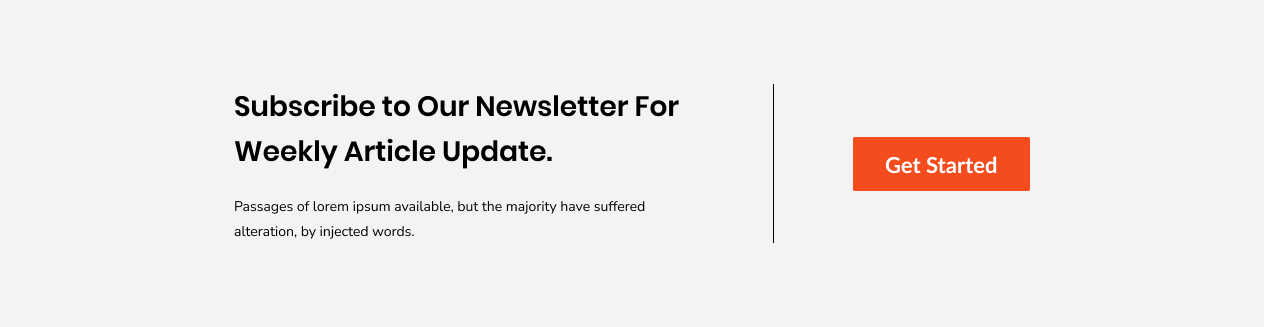 Subscribe to Our Newsletter For
Weekly Article Update.
Passages of lorem ipsum available, but the majority have suffered
alteration, by injected words.
Get Started